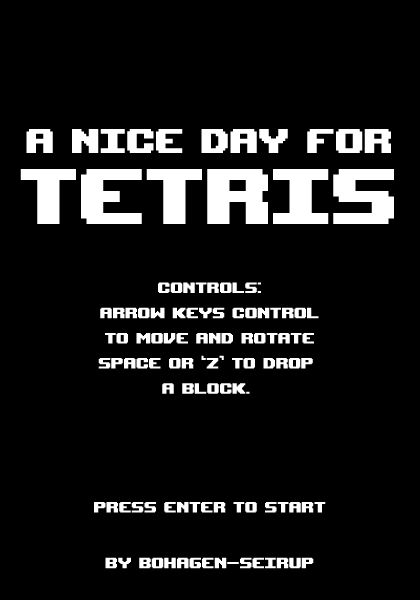 A NICE DAY FOR
TETRIS
CONTROLS:
ARROW KEYS CONTROL
TO MOVE AND ROTATE
SPACE OR 'Z' TO DROP
A BLOCK.
PRESS ENTER TO START
BY BOHAGEN-SEIRUP